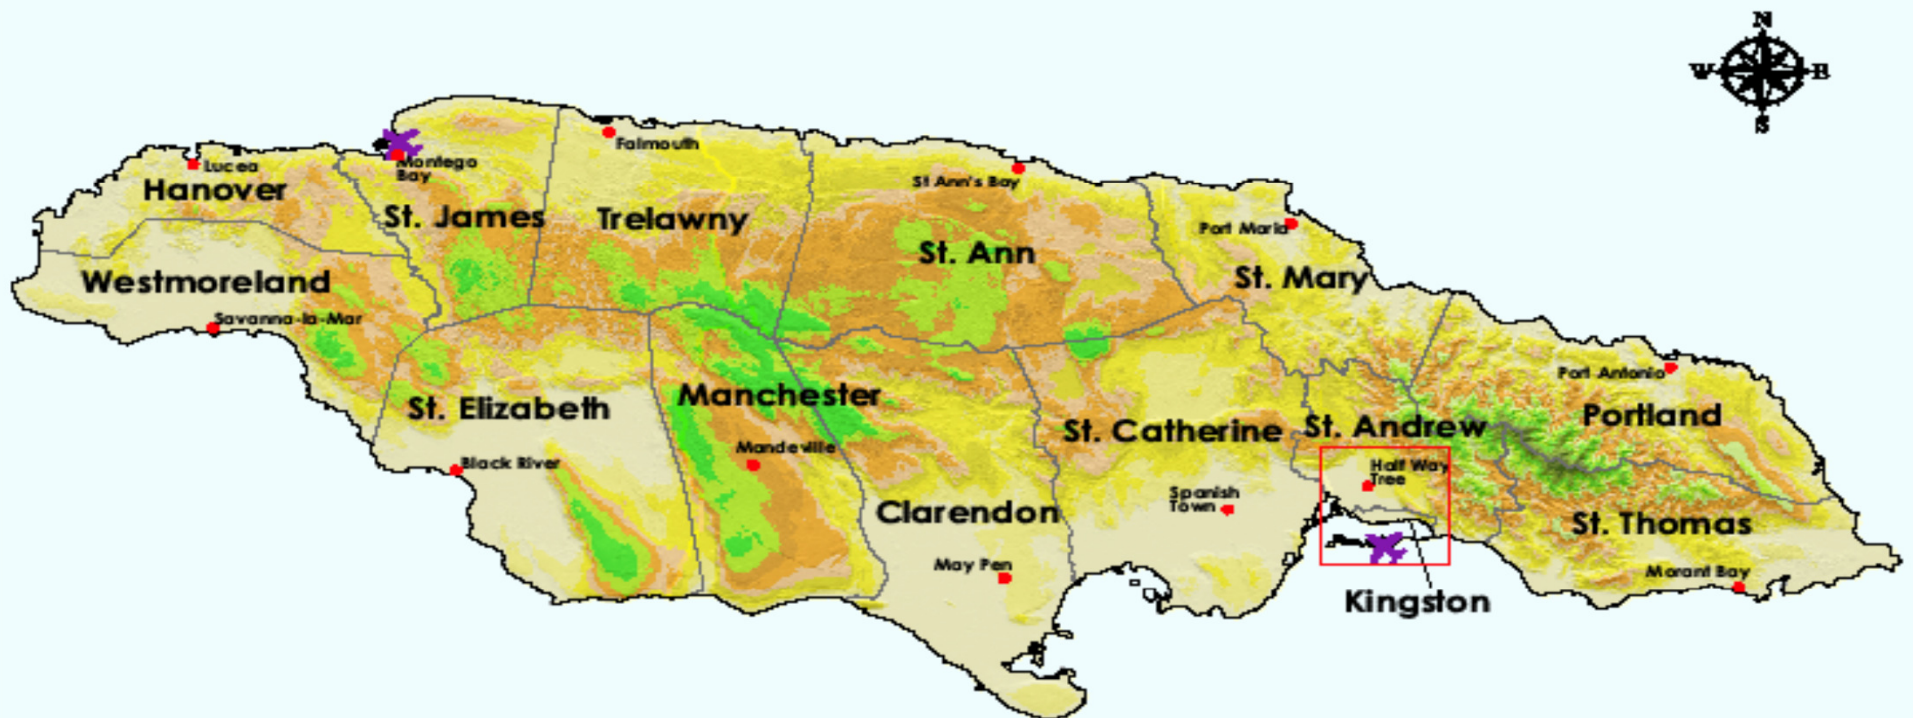 N
W E
S
Falmouth
Montego
Bay
Lucea
Hanover
St. James
Trelawny
St Ann's Bay
St. Ann
Port Maria
St. Mary
Westmoreland
Savanna-la-Mar
St. Elizabeth
Manchester
Black River
Mandeville
St. Catherine
St. Andrew
Port Antonio
Portland
Half Way
Tree
Clarendon
Spanish
Town
St. Thomas
May Pen
Morant Bay
Kingston